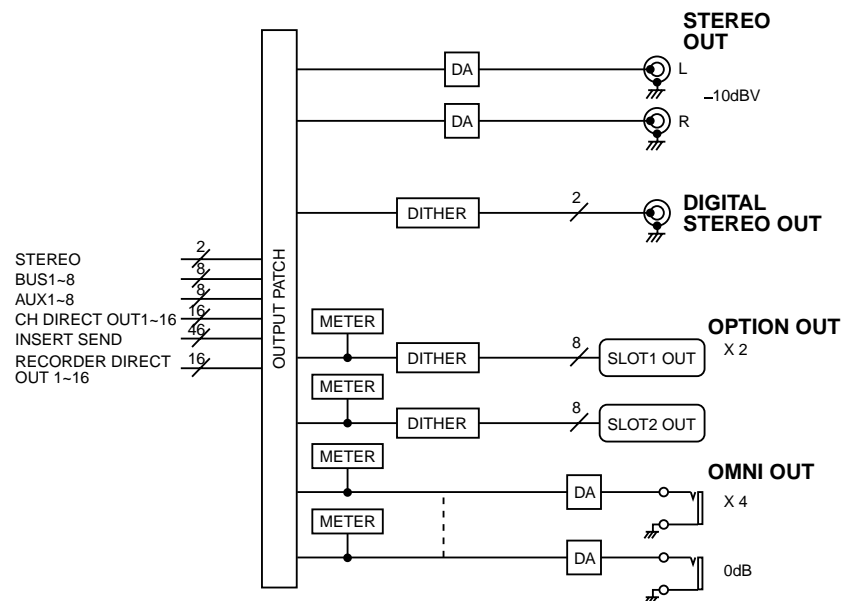 STEREO
OUT
DA
L
–10dBV
DA
R
DITHER
2
DIGITAL
STEREO OUT
STEREO
2
BUS1~8
8
AUX1~8
8
CH DIRECT OUT1~16
16
INSERT SEND
46
RECORDER DIRECT
OUT 1~16
16
OUTPUT PATCH
METER
DITHER
8
SLOT1 OUT
OPTION OUT
X 2
METER
DITHER
8
SLOT2 OUT
METER
DA
OMNI OUT
X 4
METER
DA
0dB